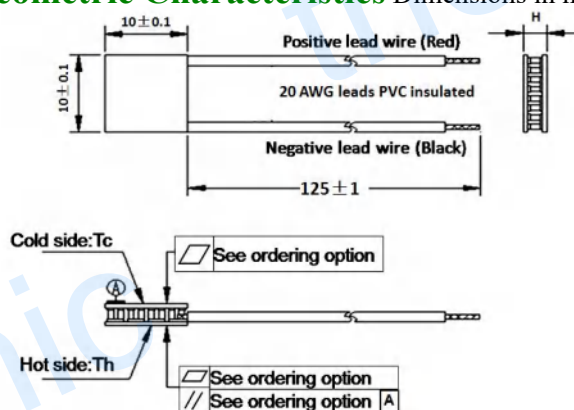 Geometric Characteristics Dimensions in
10±0.1
H
Positive lead wire (Red)
10±0.1
20 AWG leads PVC insulated
Negative lead wire (Black)
125±1
Cold side:Tc
See ordering option
A
Hot side:Th
See ordering option
// See ordering option A